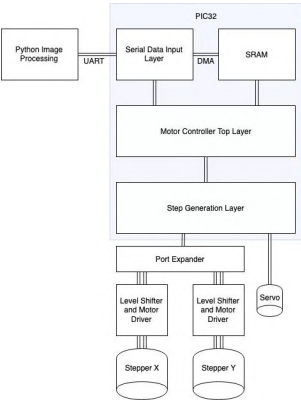 PIC32
Python Image
Processing
UART
Serial Data Input
Layer
DMA
SRAM
Motor Controller Top Layer
Step Generation Layer
Port Expander
Level Shifter
and Motor
Driver
Level Shifter
and Motor
Driver
Servo
Stepper X
Stepper Y